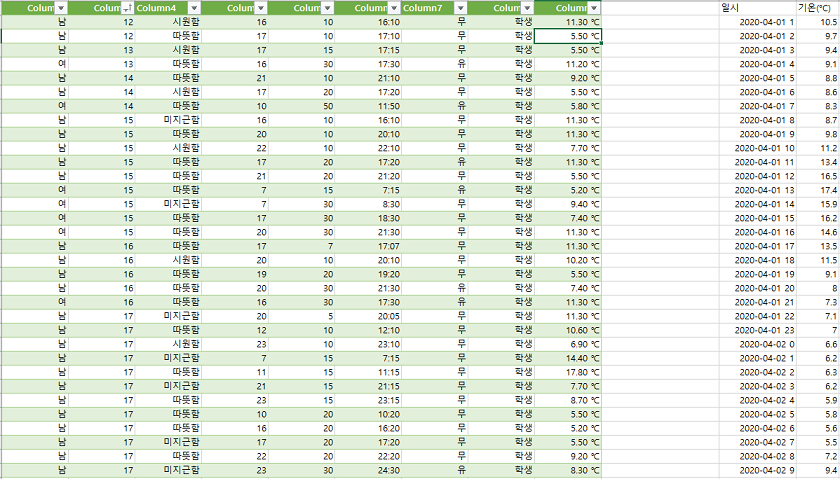 Colum Colum Column4 Colum Colum Column Column7 Colum Column 일시 기온(°C)
남 12 시원함 16 10 16:10 무 학생 11.30 ℃ 2020-04-01 1 10.5
남 12 따뜻함 17 10 17:10 무 학생 5.50 ℃ 2020-04-01 2 9.7
남 13 시원함 17 15 17:15 무 학생 5.50 ℃ 2020-04-01 3 9.4
여 13 따뜻함 16 30 17:30 무 학생 11.20 ℃ 2020-04-01 4 9.1
남 14 따뜻함 21 10 21:10 무 학생 9.20 ℃ 2020-04-01 5 8.8
남 14 시원함 17 20 17:20 무 학생 5.50 ℃ 2020-04-01 6 8.6
여 14 따뜻함 10 50 11:50 유 학생 5.80 ℃ 2020-04-01 7 8.3
남 15 미지근함 16 10 16:10 무 학생 11.30 ℃ 2020-04-01 8 8.7
남 15 따뜻함 20 10 20:10 무 학생 11.30 ℃ 2020-04-01 9 9.8
남 15 시원함 22 10 22:10 무 학생 7.70 ℃ 2020-04-01 10 11.2
남 15 따뜻함 17 20 17:20 유 학생 11.30 ℃ 2020-04-01 11 13.4
남 15 따뜻함 21 20 21:20 무 학생 5.50 ℃ 2020-04-01 12 16.5
여 15 따뜻함 7 15 7:15 유 학생 5.20 ℃ 2020-04-01 13 17.4
여 15 미지근함 7 30 8:30 무 학생 9.40 ℃ 2020-04-01 14 15.9
여 15 따뜻함 17 30 18:30 무 학생 7.40 ℃ 2020-04-01 15 16.2
여 15 따뜻함 20 30 21:30 무 학생 11.30 ℃ 2020-04-01 16 14.6
남 16 따뜻함 17 7 17:07 무 학생 11.30 ℃ 2020-04-01 17 13.5
남 16 시원함 20 10 20:10 무 학생 10.20 ℃ 2020-04-01 18 11.5
남 16 따뜻함 19 20 19:20 무 학생 5.50 ℃ 2020-04-01 19 9.1
남 16 따뜻함 20 30 21:30 유 학생 7.40 ℃ 2020-04-01 20 8
여 16 따뜻함 16 30 17:30 유 학생 11.30 ℃ 2020-04-01 21 7.3
남 17 미지근함 20 5 20:05 무 학생 11.30 ℃ 2020-04-01 22 7.1
남 17 따뜻함 12 10 12:10 무 학생 10.60 ℃ 2020-04-01 23 7
남 17 시원함 23 10 23:10 무 학생 6.90 ℃ 2020-04-02 0 6.6
남 17 미지근함 7 15 7:15 무 학생 14.40 ℃ 2020-04-02 1 6.2
남 17 따뜻함 11 15 11:15 무 학생 17.80 ℃ 2020-04-02 2 6.3
남 17 미지근함 21 15 21:15 무 학생 7.70 ℃ 2020-04-02 3 6.2
남 17 따뜻함 23 15 23:15 무 학생 8.70 ℃ 2020-04-02 4 5.9
남 17 따뜻함 10 20 10:20 무 학생 5.50 ℃ 2020-04-02 5 5.8
남 17 따뜻함 16 20 16:20 무 학생 5.20 ℃ 2020-04-02 6 5.6
남 17 미지근함 17 20 17:20 무 학생 5.50 ℃ 2020-04-02 7 5.5
남 17 따뜻함 22 20 22:20 무 학생 9.20 ℃ 2020-04-02 8 7.2
남 17 미지근함 23 30 24:30 유 학생 8.30 ℃ 2020-04-02 9 9.4